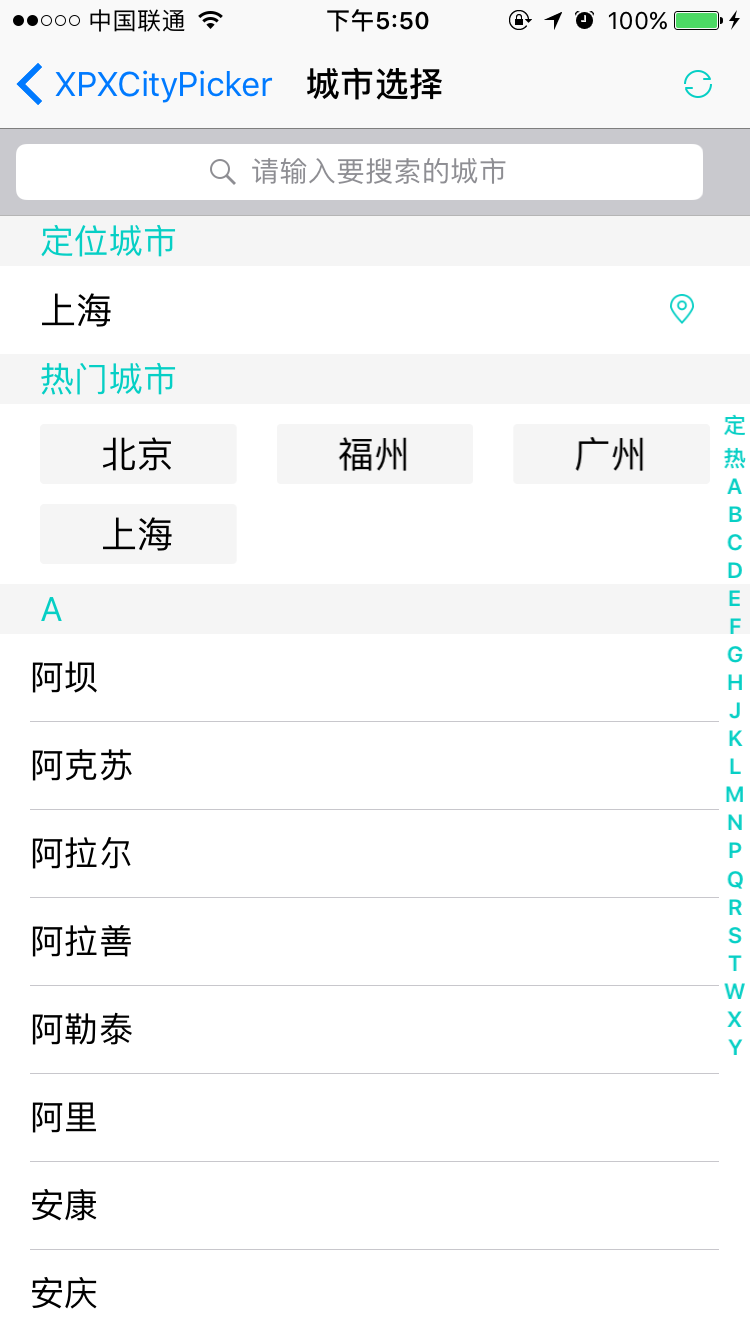 中国联通 下午5:50 100%
XPXCityPicker 城市选择
请输入要搜索的城市
定位城市
上海
热门城市
北京 福州 广州
上海
A
阿坝
阿克苏
阿拉尔
阿拉善
阿勒泰
阿里
安康
安庆
定
热
A
B
C
D
E
F
G
H
J
K
L
M
N
P
Q
R
S
T
W
X
Y